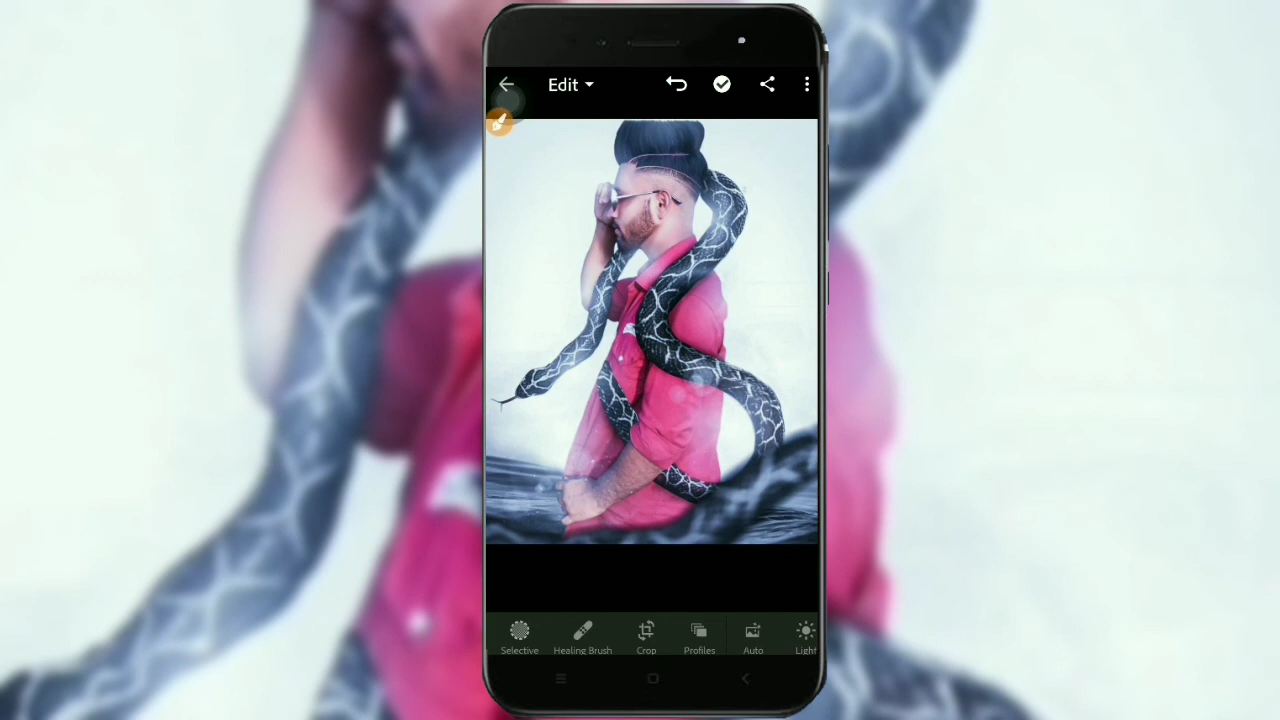 Edit
Selective
Healing Brush
Crop
Profiles
Auto
Light